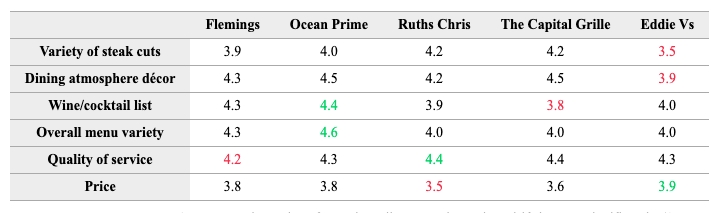 Flemings Ocean Prime Ruths Chris The Capital Grille Eddie Vs
Variety of steak cuts 3.9 4.0 4.2 4.2 3.5
Dining atmosphere décor 4.3 4.5 4.2 4.5 3.9
Wine/cocktail list 4.3 4.4 3.9 3.8 4.0
Overall menu variety 4.3 4.6 4.0 4.0 4.0
Quality of service 4.2 4.3 4.4 4.4 4.3
Price 3.8 3.8 3.5 3.6 3.9